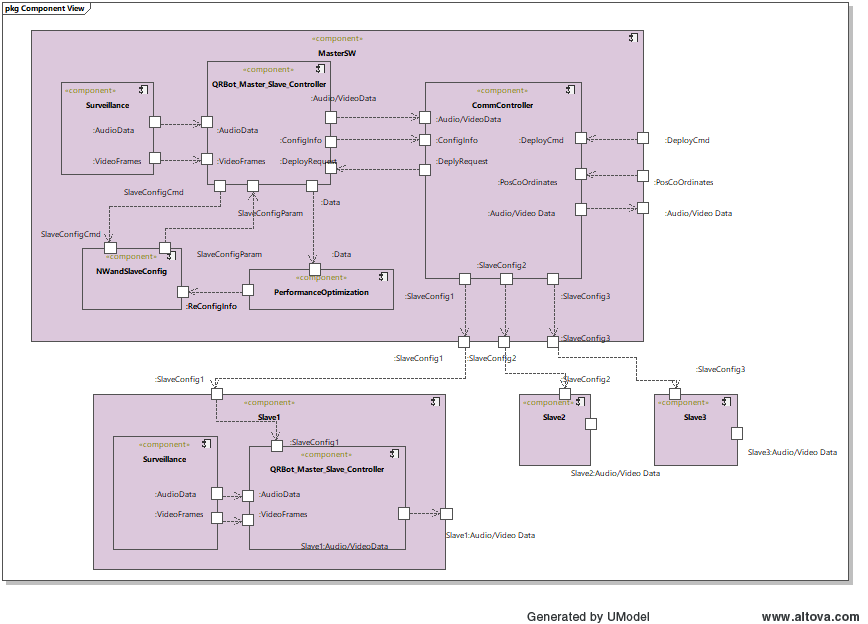 pkg Component View
«component»
MasterSW
«component»
Surveillance
:AudioData
:VideoFrames
«component»
QRBot_Master_Slave_Controller
:Audio/VideoData
:AudioData
:ConfigInfo
:VideoFrames
:DeployRequest
«component»
CommController
:Audio/VideoData
:ConfigInfo
:DeployCmd
:DeplyRequest
:PosCoOrdinates
:Audio/Video Data
:DeployCmd
:PosCoOrdinates
:Audio/Video Data
SlaveConfigCmd
:Data
SlaveConfigParam
SlaveConfigCmd
SlaveConfigParam
:Data
«component»
NWandSlaveConfig
:ReConfigInfo
«component»
PerformanceOptimization
:SlaveConfig2
:SlaveConfig1
:SlaveConfig3
:SlaveConfig3
:SlaveConfig1
:SlaveConfig2
:SlaveConfig3
:SlaveConfig1
:SlaveConfig2
«component»
Slave1
:SlaveConfig1
«component»
Surveillance
:AudioData
:VideoFrames
«component»
QRBot_Master_Slave_Controller
:AudioData
:VideoFrames
Slave1:Audio/VideoData
Slave1:Audio/Video Data
«component»
Slave2
Slave2:Audio/Video Data
«component»
Slave3
Slave3:Audio/Video Data
Generated by UModel
www.altova.com